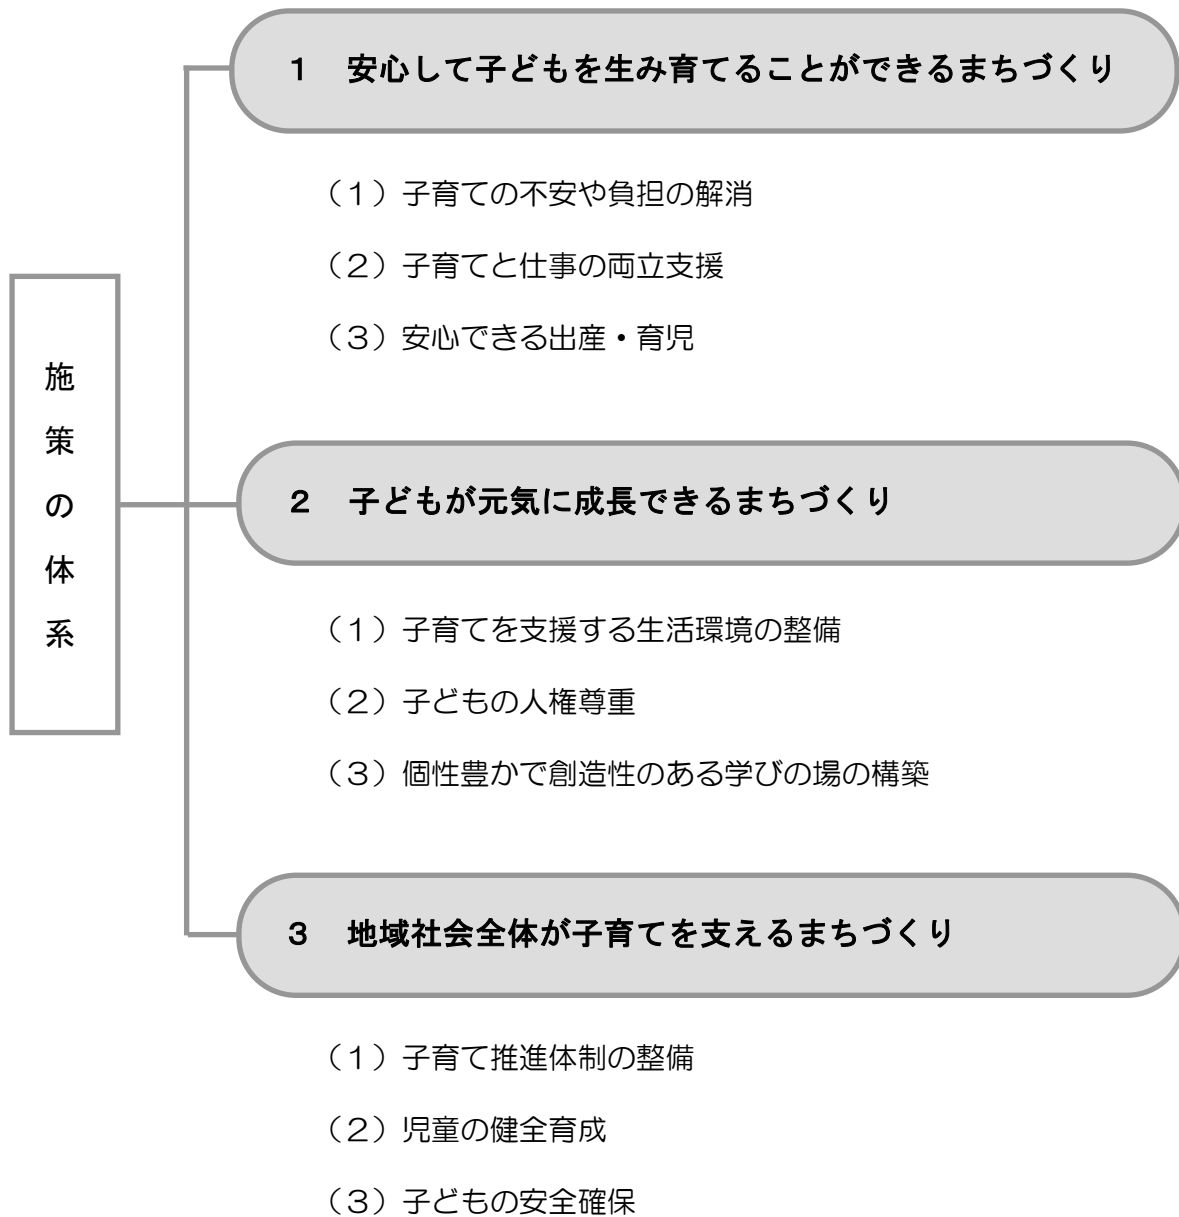 施策の体系
１　安心して子どもを生み育てることができるまちづくり
（１）子育ての不安や負担の解消
（２）子育てと仕事の両立支援
（３）安心できる出産・育児
２　子どもが元気に成長できるまちづくり
（１）子育てを支援する生活環境の整備
（２）子どもの人権尊重
（３）個性豊かで創造性のある学びの場の構築
３　地域社会全体が子育てを支えるまちづくり
（１）子育て推進体制の整備
（２）児童の健全育成
（３）子どもの安全確保